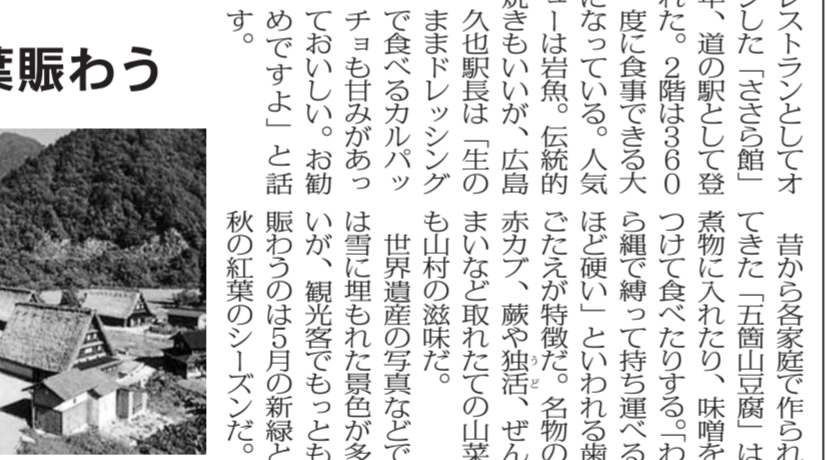 レストランとしてオ
ンした「ささら館」
年、道の駅として登
れた。２階は３６０
度に食事できる大
になっている。人気
ューは岩魚。伝統的
焼きもいいが、広島
久也駅長は「生の
ままドレッシング
で食べるカルパッ
チョも甘みがあっ
ておいしい。お勧
めですよ」と話
す。
昔から各家庭で作られ
てきた「五箇山豆腐」は
煮物に入れたり、味噌を
つけて食べたりする。「わ
ら縄で縛って持ち運べる
ほど硬い」といわれる歯
ごたえが特徴だ。名物の
赤カブ、蕨や独活、ぜん
うど
まいなど取れたての山菜
も山村の滋味だ。
世界遺産の写真などで
は雪に埋もれた景色が多
いが、観光客でもっとも
賑わうのは５月の新緑と
秋の紅葉のシーズンだ。
葉賑わう